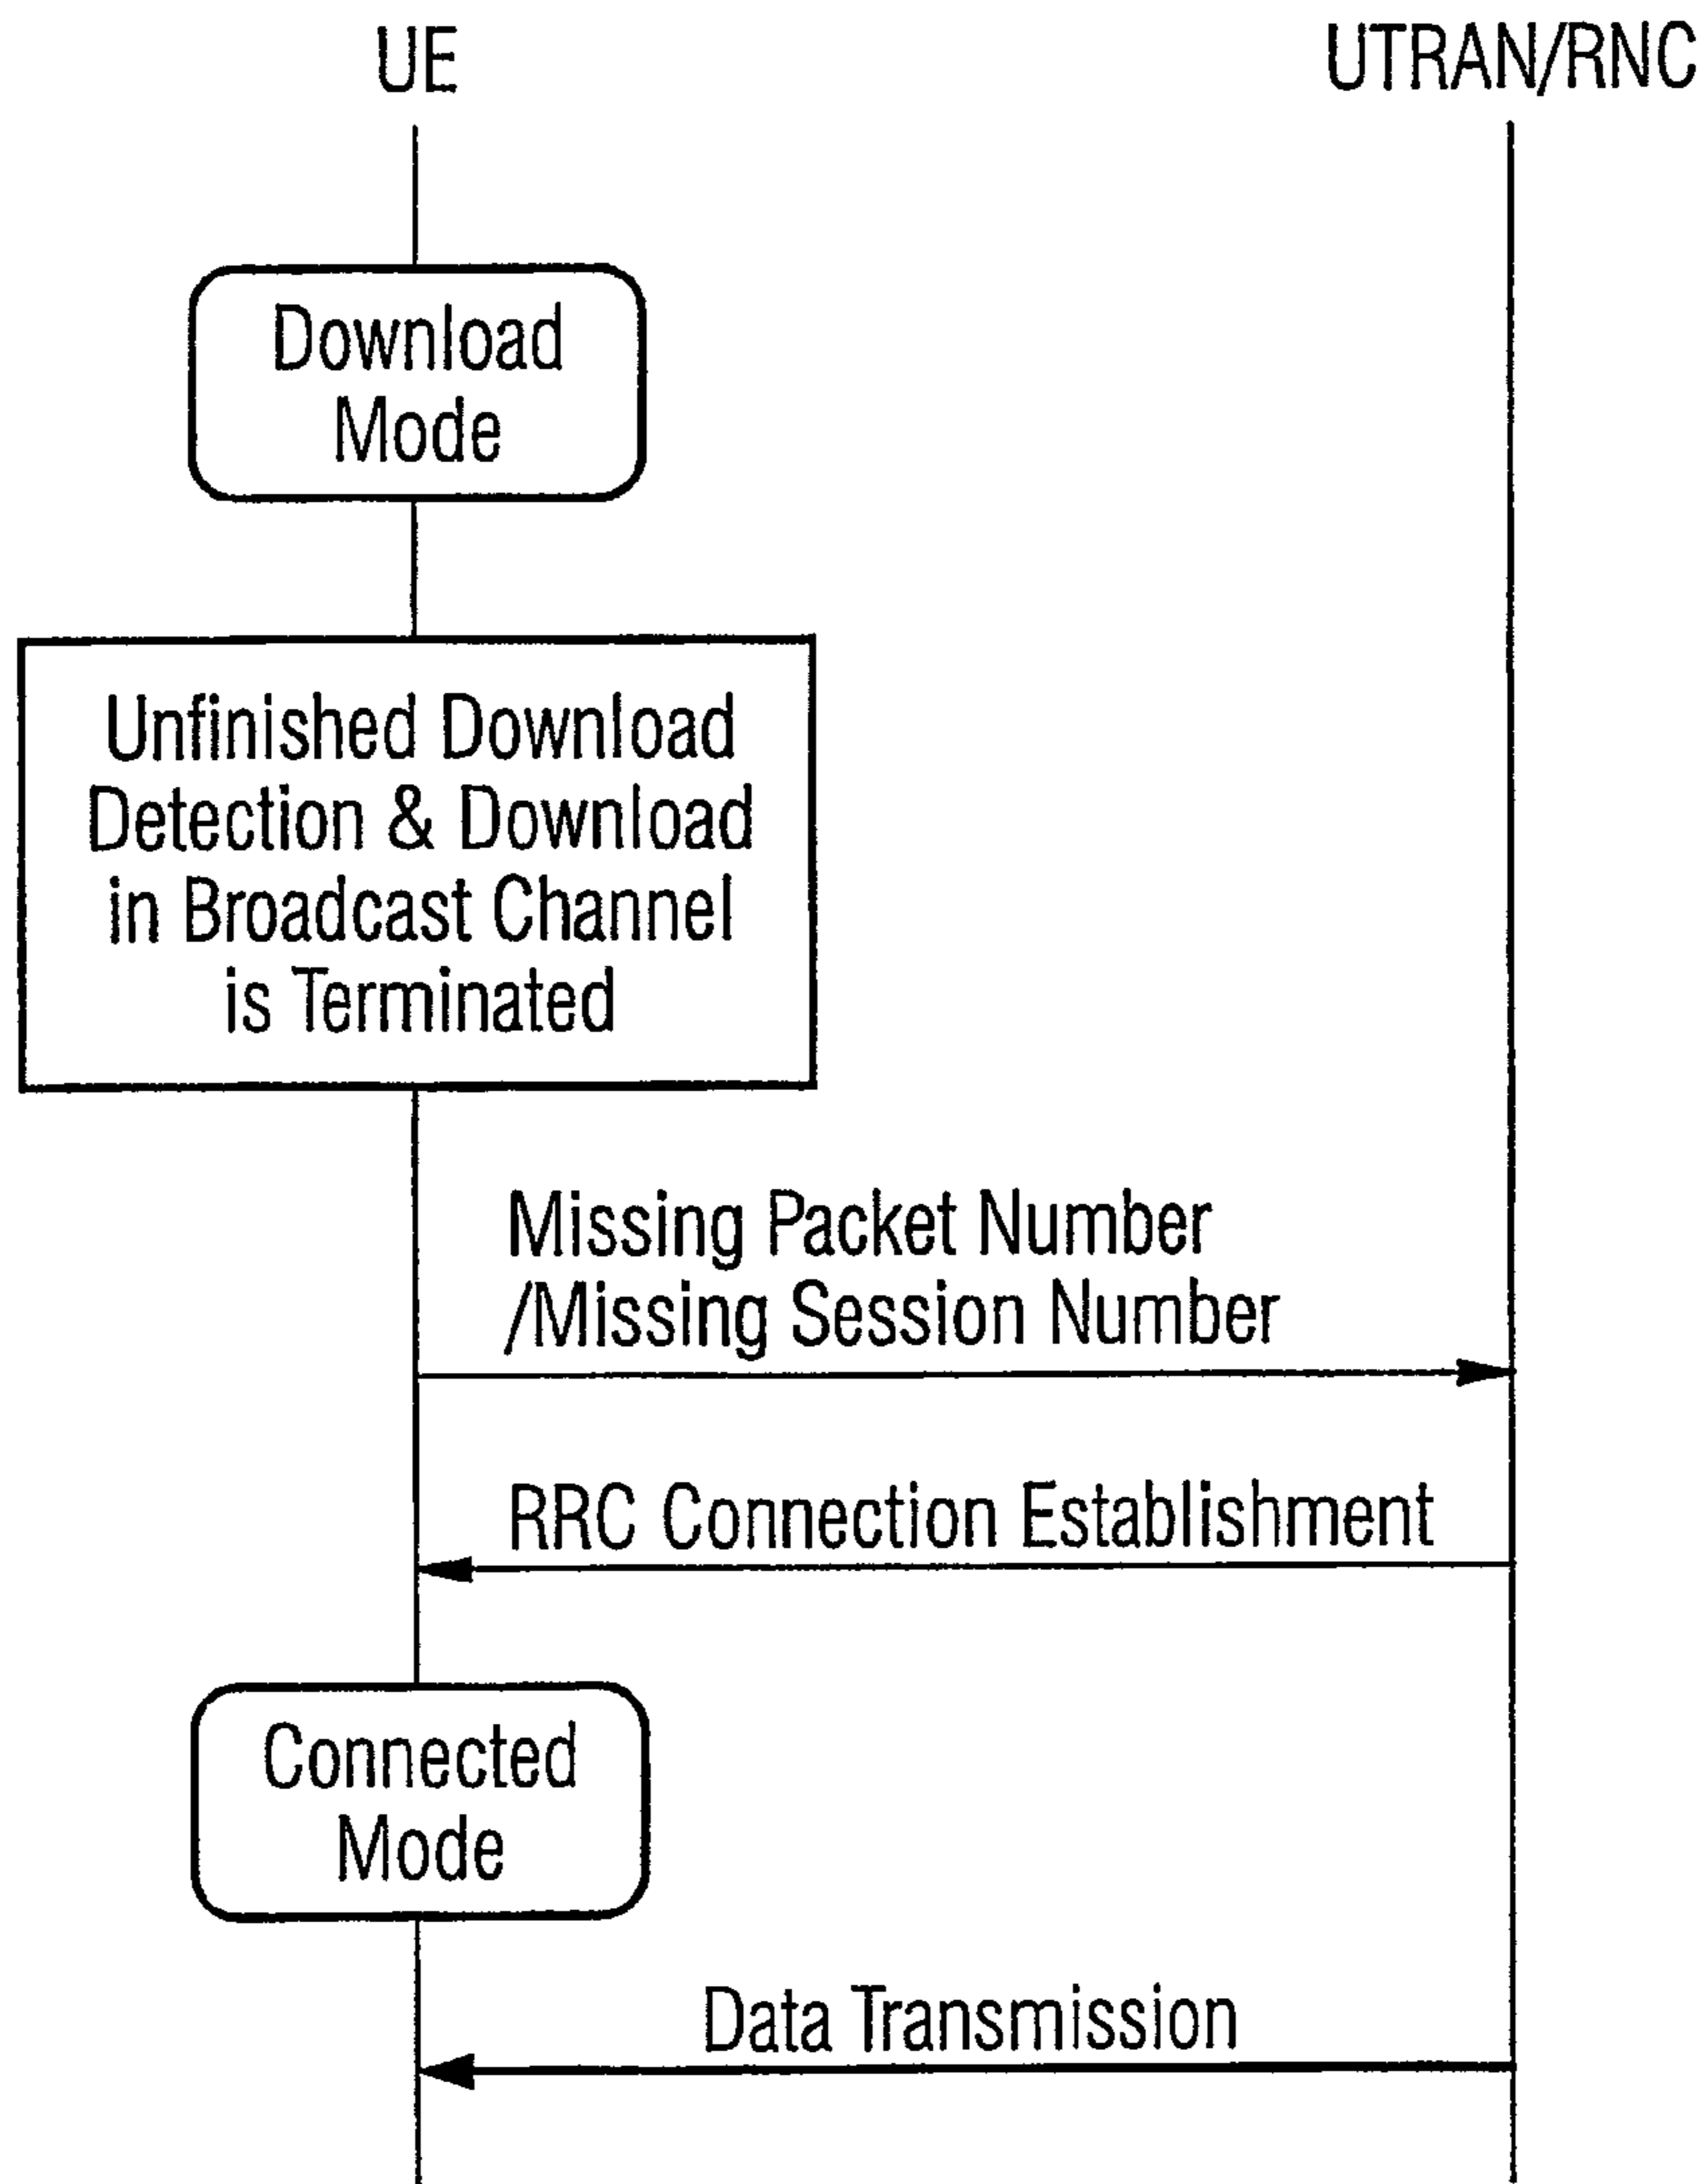 UE
UTRAN/RNC
Download
Mode
Unfinished Download
Detection & Download
in Broadcast Channel
is Terminated
Missing Packet Number
/Missing Session Number
RRC Connection Establishment
Connected
Mode
Data Transmission